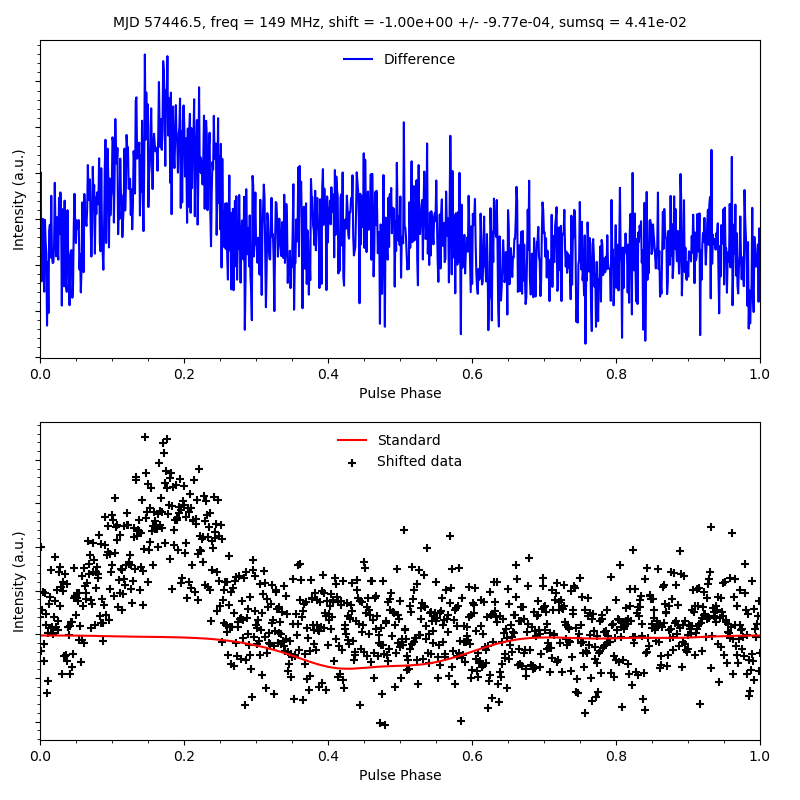 MJD 57446.5, freq = 149 MHz, shift = -1.00e+00 +/- -9.77e-04, sumsq = 4.41e-02
Difference
Intensity (a.u.)
0.0 0.2 0.4 0.6 0.8 1.0
Pulse Phase
Standard
Shifted data
Intensity (a.u.)
0.0 0.2 0.4 0.6 0.8 1.0
Pulse Phase